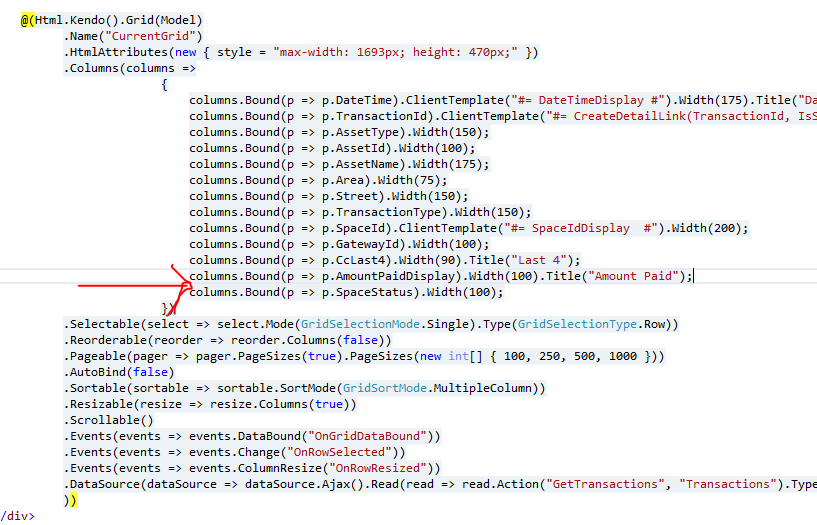 @(Html.Kendo().Grid(Model)
.Name("CurrentGrid")
.HtmlAttributes(new { style = "max-width: 1693px; height: 470px;" })
.Columns(columns =>
{
columns.Bound(p => p.DateTime).ClientTemplate("#= DateTimeDisplay #").Width(175).Title("Da
columns.Bound(p => p.TransactionId).ClientTemplate("#= CreateDetailLink(TransactionId, IsS
columns.Bound(p => p.AssetType).Width(150);
columns.Bound(p => p.AssetId).Width(100);
columns.Bound(p => p.AssetName).Width(175);
columns.Bound(p => p.Area).Width(75);
columns.Bound(p => p.Street).Width(150);
columns.Bound(p => p.TransactionType).Width(150);
columns.Bound(p => p.SpaceId).ClientTemplate("#= SpaceIdDisplay  #").Width(200);
columns.Bound(p => p.GatewayId).Width(100);
columns.Bound(p => p.CcLast4).Width(90).Title("Last 4");
columns.Bound(p => p.AmountPaidDisplay).Width(100).Title("Amount Paid");
columns.Bound(p => p.SpaceStatus).Width(100);
})
.Selectable(select => select.Mode(GridSelectionMode.Single).Type(GridSelectionType.Row))
.Reorderable(reorder => reorder.Columns(false))
.Pageable(pager => pager.PageSizes(true).PageSizes(new int[] { 100, 250, 500, 1000 }))
.AutoBind(false)
.Sortable(sortable => sortable.SortMode(GridSortMode.MultipleColumn))
.Resizable(resize => resize.Columns(true))
.Scrollable()
.Events(events => events.DataBound("OnGridDataBound"))
.Events(events => events.Change("OnRowSelected"))
.Events(events => events.ColumnResize("OnRowResized"))
.DataSource(dataSource => dataSource.Ajax().Read(read => read.Action("GetTransactions", "Transactions").Type
))
/div>